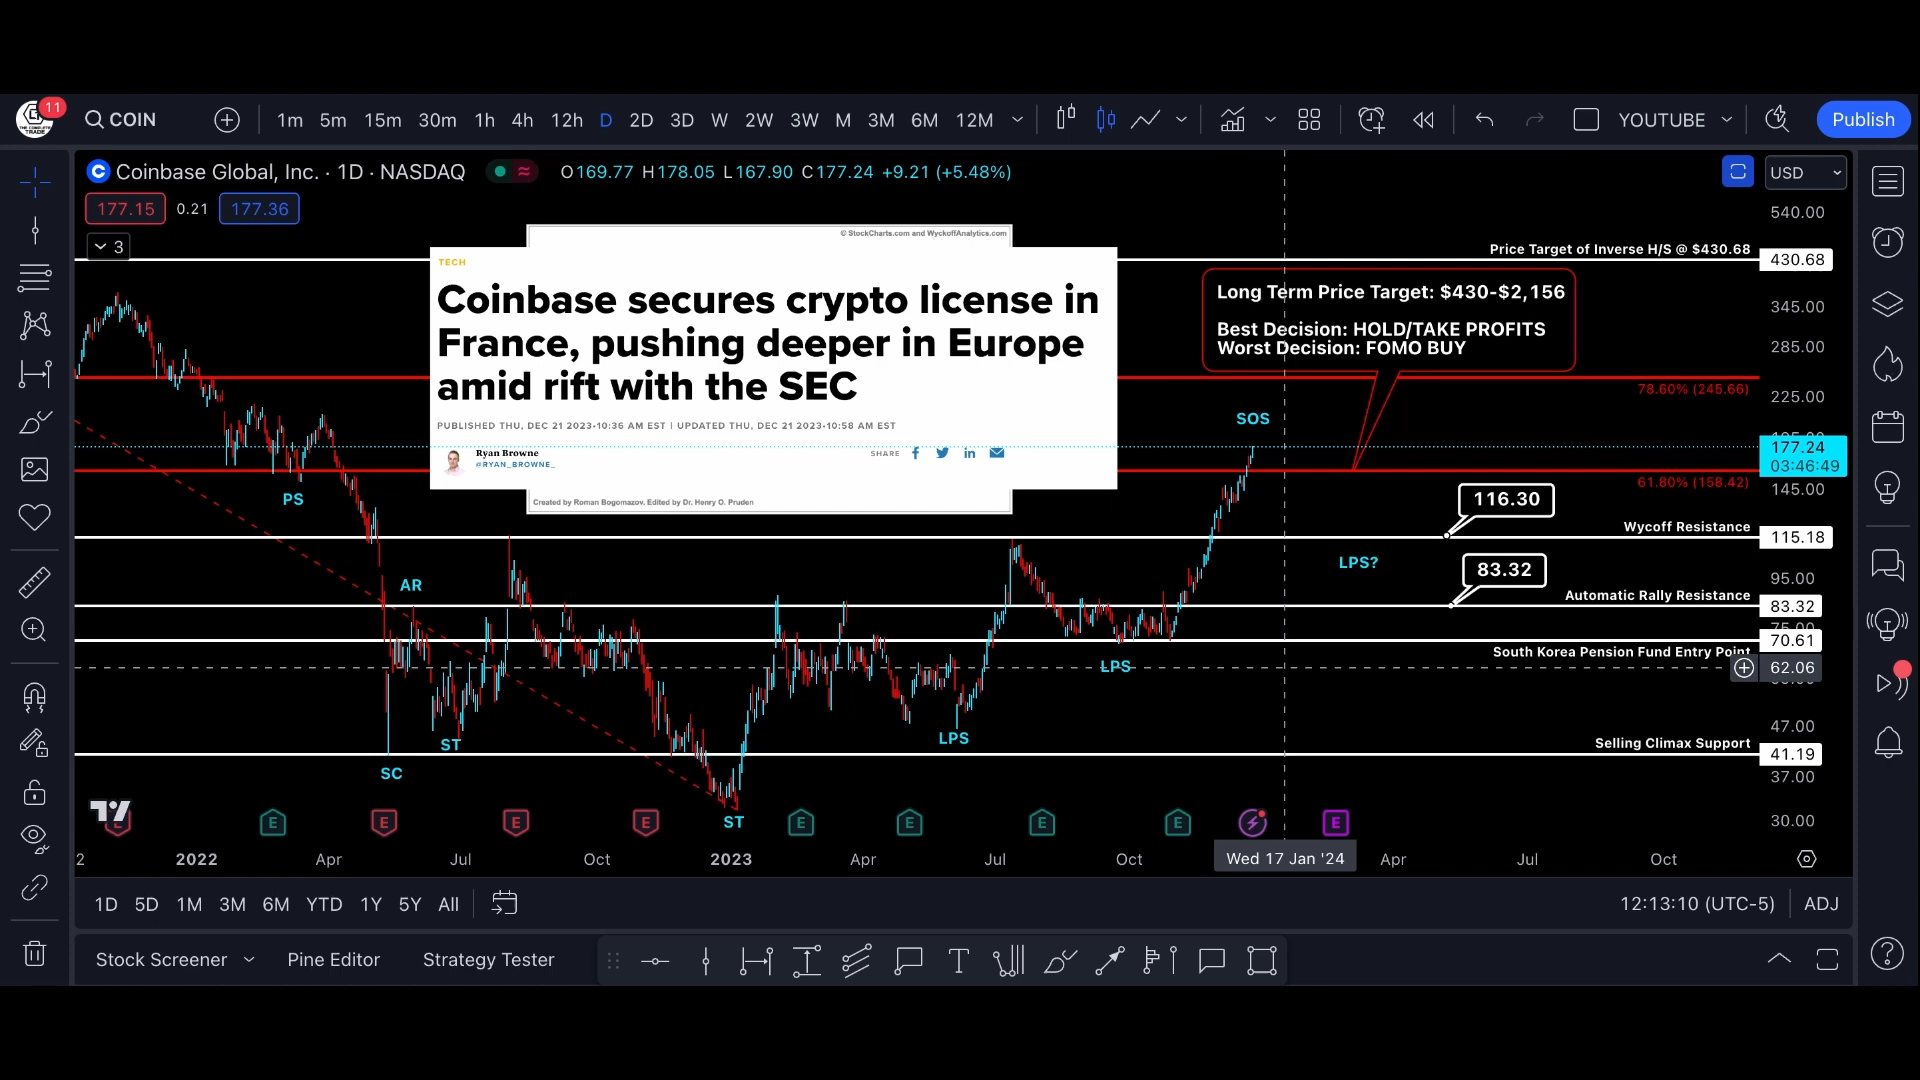 11
COIN
1m 5m 15m 30m 1h 4h 12h D 2D 3D W 2W 3W M 3M 6M 12M
YOUTUBE
Publish
Coinbase Global, Inc. · 1D · NASDAQ
O169.77 H178.05 L167.90 C177.24 +9.21 (+5.48%)
USD
177.15 0.21 177.36
3
540.00
© StockCharts.com and WyckoffAnalytics.com
TECH
Coinbase secures crypto license in
France, pushing deeper in Europe
amid rift with the SEC
PUBLISHED THU, DEC 21 2023•10:36 AM EST | UPDATED THU, DEC 21 2023•10:58 AM EST
Ryan Browne
@RYAN_BROWNE_
SHARE
Created by Roman Bogomazov. Edited by Dr. Henry O. Pruden
Price Target of Inverse H/S @ $430.68
430.68
Long Term Price Target: $430-$2,156
Best Decision: HOLD/TAKE PROFITS
Worst Decision: FOMO BUY
345.00
285.00
78.60% (245.66)
225.00
SOS
177.24
03:46:49
61.80% (158.42)
145.00
PS
116.30
Wycoff Resistance
115.18
LPS?
83.32
95.00
AR
Automatic Rally Resistance
83.32
70.61
South Korea Pension Fund Entry Point
62.06
LPS
47.00
ST
LPS
Selling Climax Support
41.19
SC
37.00
ST
30.00
E E E E E E E E E
2 2022 Apr Jul Oct 2023 Apr Jul Oct Wed 17 Jan '24 Apr Jul Oct
1D 5D 1M 3M 6M YTD 1Y 5Y All
12:13:10 (UTC-5) ADJ
Stock Screener Pine Editor Strategy Tester